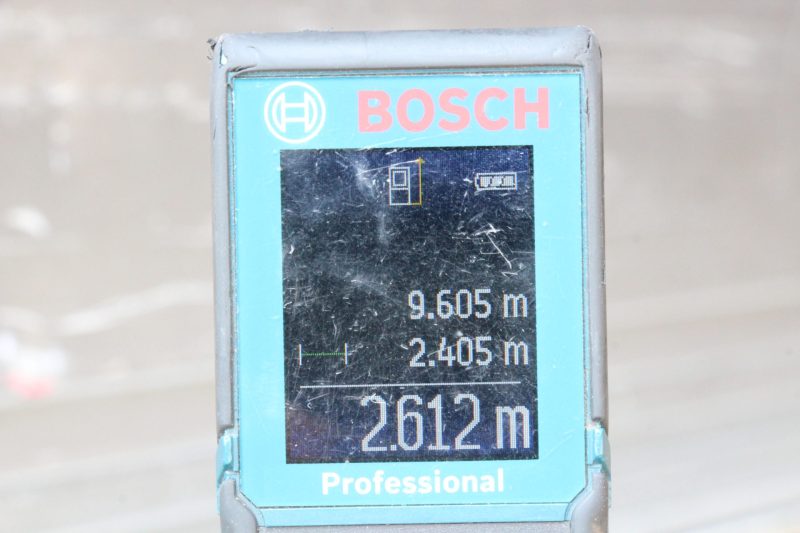 BOSCH
9.605 m
2.405 m
2.612 m
Professional